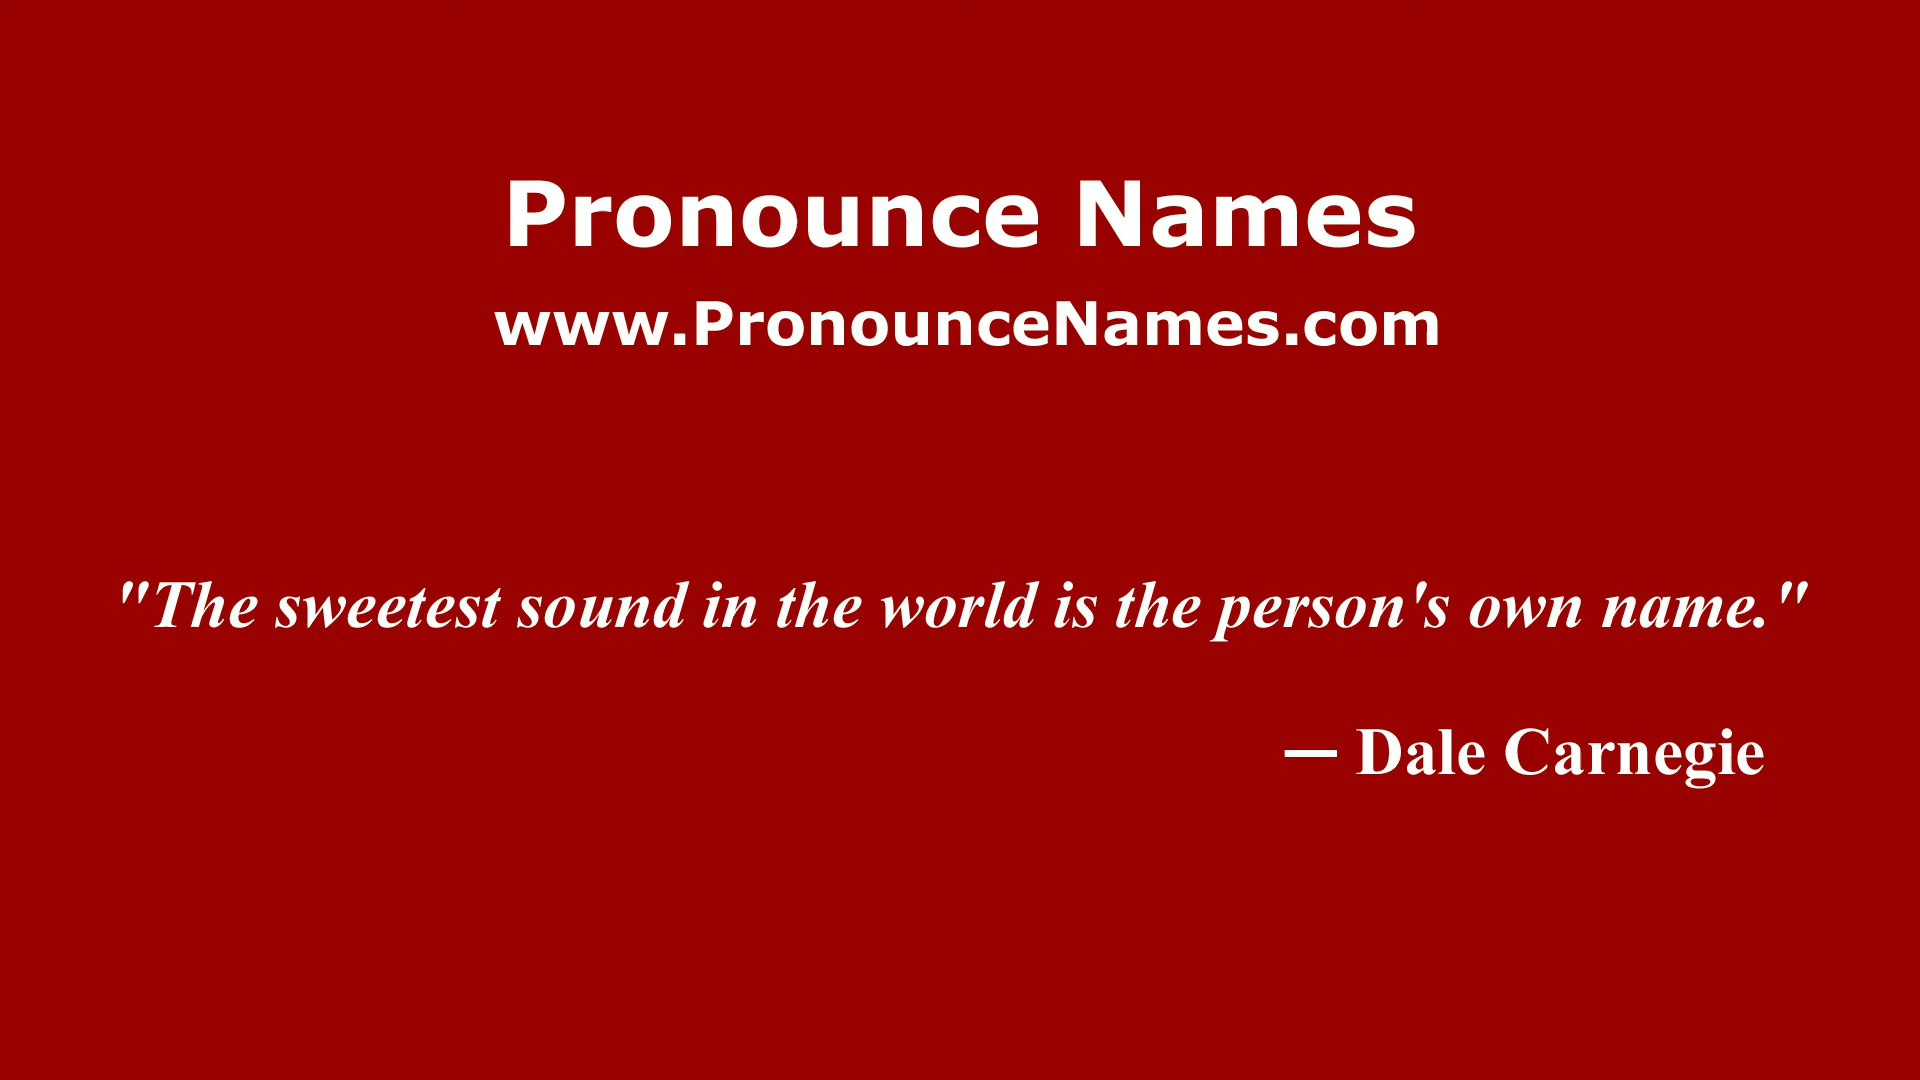 Pronounce Names
www.PronounceNames.com
"The sweetest sound in the world is the person's own name."
— Dale Carnegie